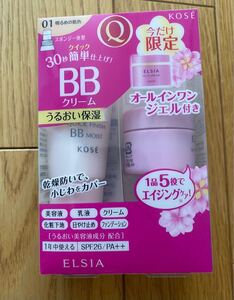 01 明るめの肌色
KOSÉ
スポンジ一体型
クイック
30秒簡単仕上げ!
BB
クリーム
うるおい保湿
Q
今だけ
限定
ELSIA
オールインワン
ジェル付き
BB
MOIST
KOSE
乾燥防いで、
小じわをカバー
1品5役で
エイジングケア!
美容液 乳液 クリーム
化粧下地 日やけ止め ファンデーション
[うるおい美容液成分 配合]
1年中使える SPF26/PA++
ELSIA